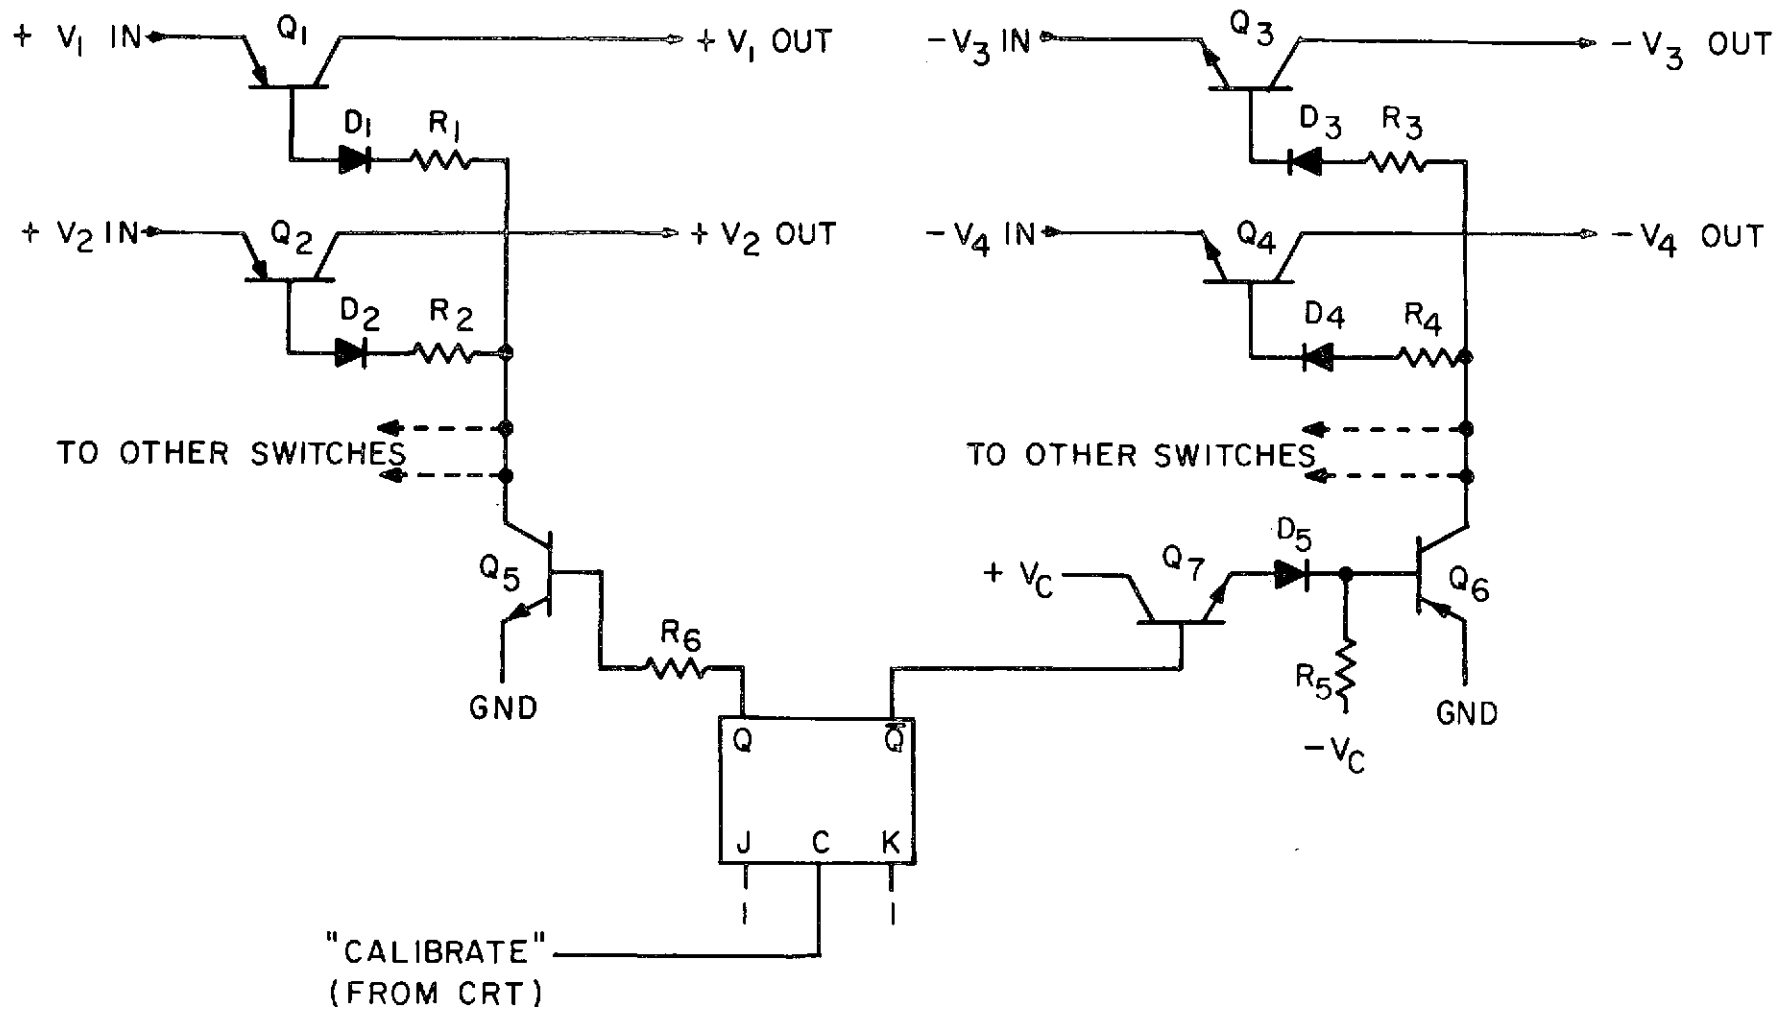 + V1 IN Q1 + V1 OUT
D1 R1
+ V2 IN Q2 + V2 OUT
D2 R2
TO OTHER SWITCHES
Q5
GND
R6
- V3 IN Q3 - V3 OUT
D3 R3
- V4 IN Q4 - V4 OUT
D4 R4
TO OTHER SWITCHES
+ VC Q7 D5 Q6
R5
- VC
GND
Q Q̅
J C K
1 1
"CALIBRATE"
(FROM CRT)